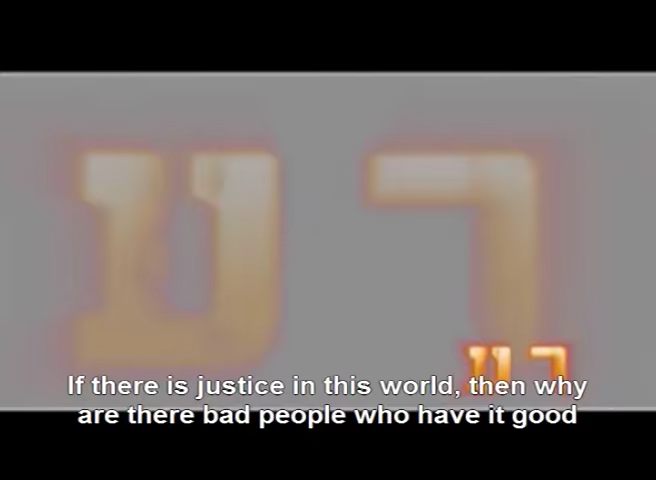 רע
רע
If there is justice in this world, then why
are there bad people who have it good